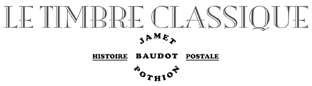 LE TIMBRE CLASSIQUE
JAMET
HISTOIRE BAUDOT POSTALE
POTHION